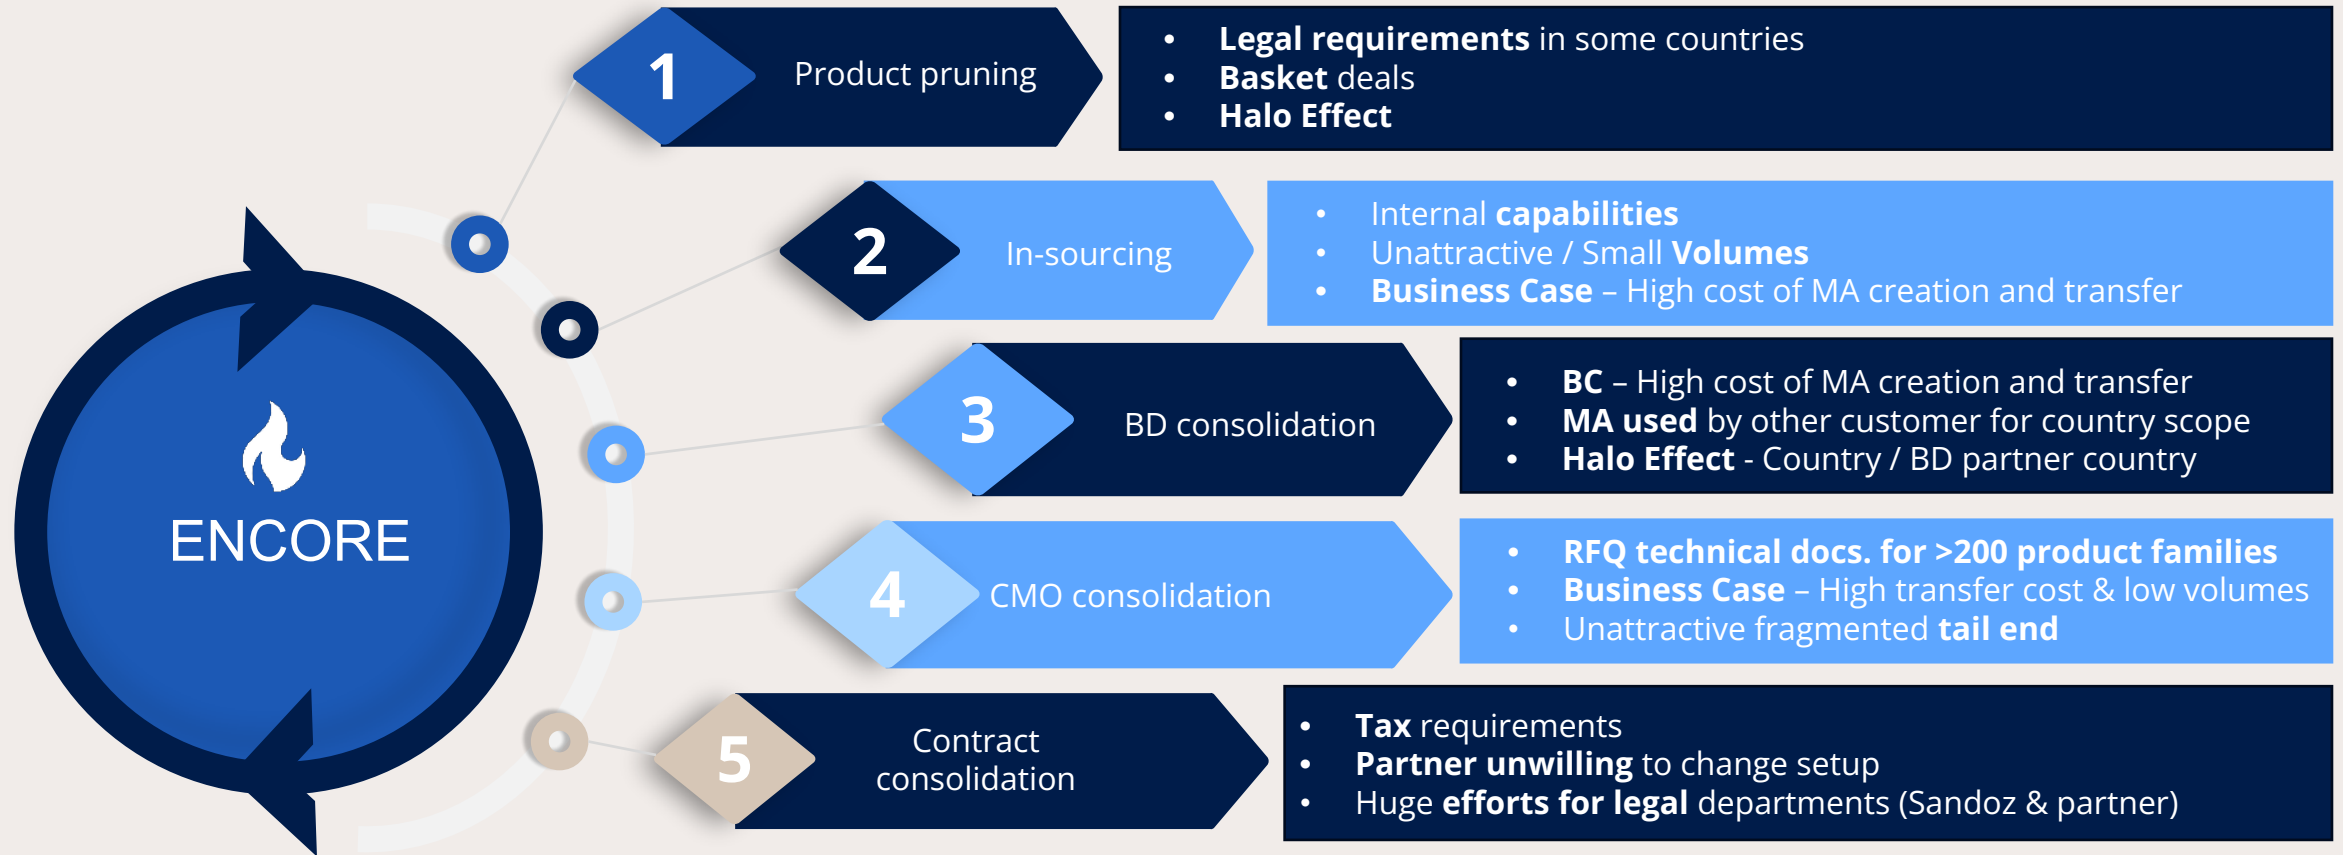 1
Product pruning
• Legal requirements in some countries
• Basket deals
• Halo Effect
2
In-sourcing
• Internal capabilities
• Unattractive / Small Volumes
• Business Case – High cost of MA creation and transfer
3
BD consolidation
• BC – High cost of MA creation and transfer
• MA used by other customer for country scope
• Halo Effect - Country / BD partner country
ENCORE
4
CMO consolidation
• RFQ technical docs. for >200 product families
• Business Case – High transfer cost & low volumes
• Unattractive fragmented tail end
5
Contract
consolidation
• Tax requirements
• Partner unwilling to change setup
• Huge efforts for legal departments (Sandoz & partner)